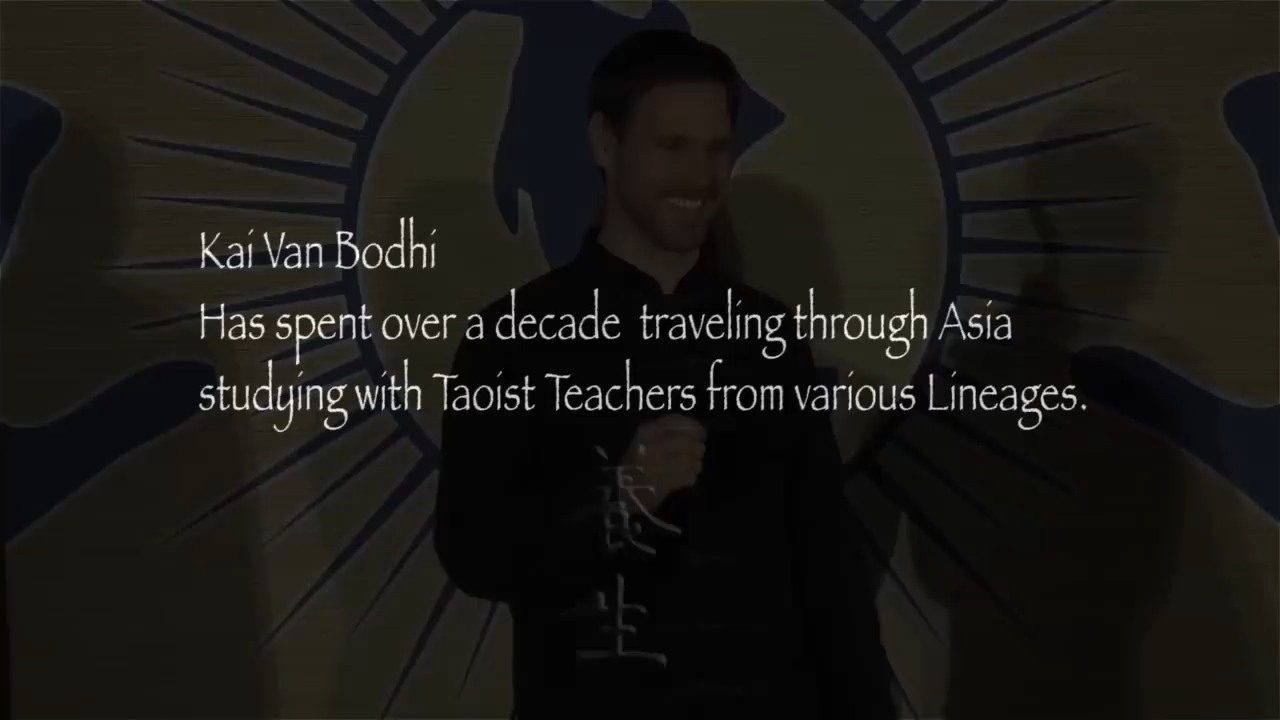 Kai Van Bodhi
Has spent over a decade traveling through Asia
studying with Taoist Teachers from various Lineages.
養
生